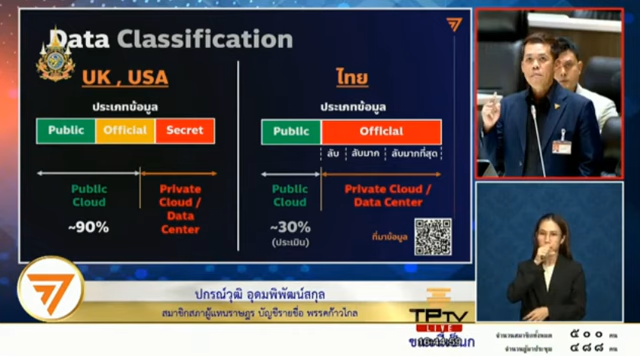 Data Classification
UK , USA
ประเภทข้อมูล
Public Official Secret
Public Cloud
~90%
Private Cloud / Data Center
ไทย
ประเภทข้อมูล
Public Official
ลับ ลับมาก ลับมากที่สุด
Public Cloud
~30%
(ประเมิน)
Private Cloud / Data Center
ที่มาข้อมูล
ปกรณ์วุฒิ อุดมพิพัฒน์สกุล
สมาชิกสภาผู้แทนราษฎร บัญชีรายชื่อ พรรคก้าวไกล
TPTV
LIVE
จำนวนสมาชิกทั้งหมด ๕๐๐ คน
จำนวนผู้มาประชุม ๔๘๘ คน